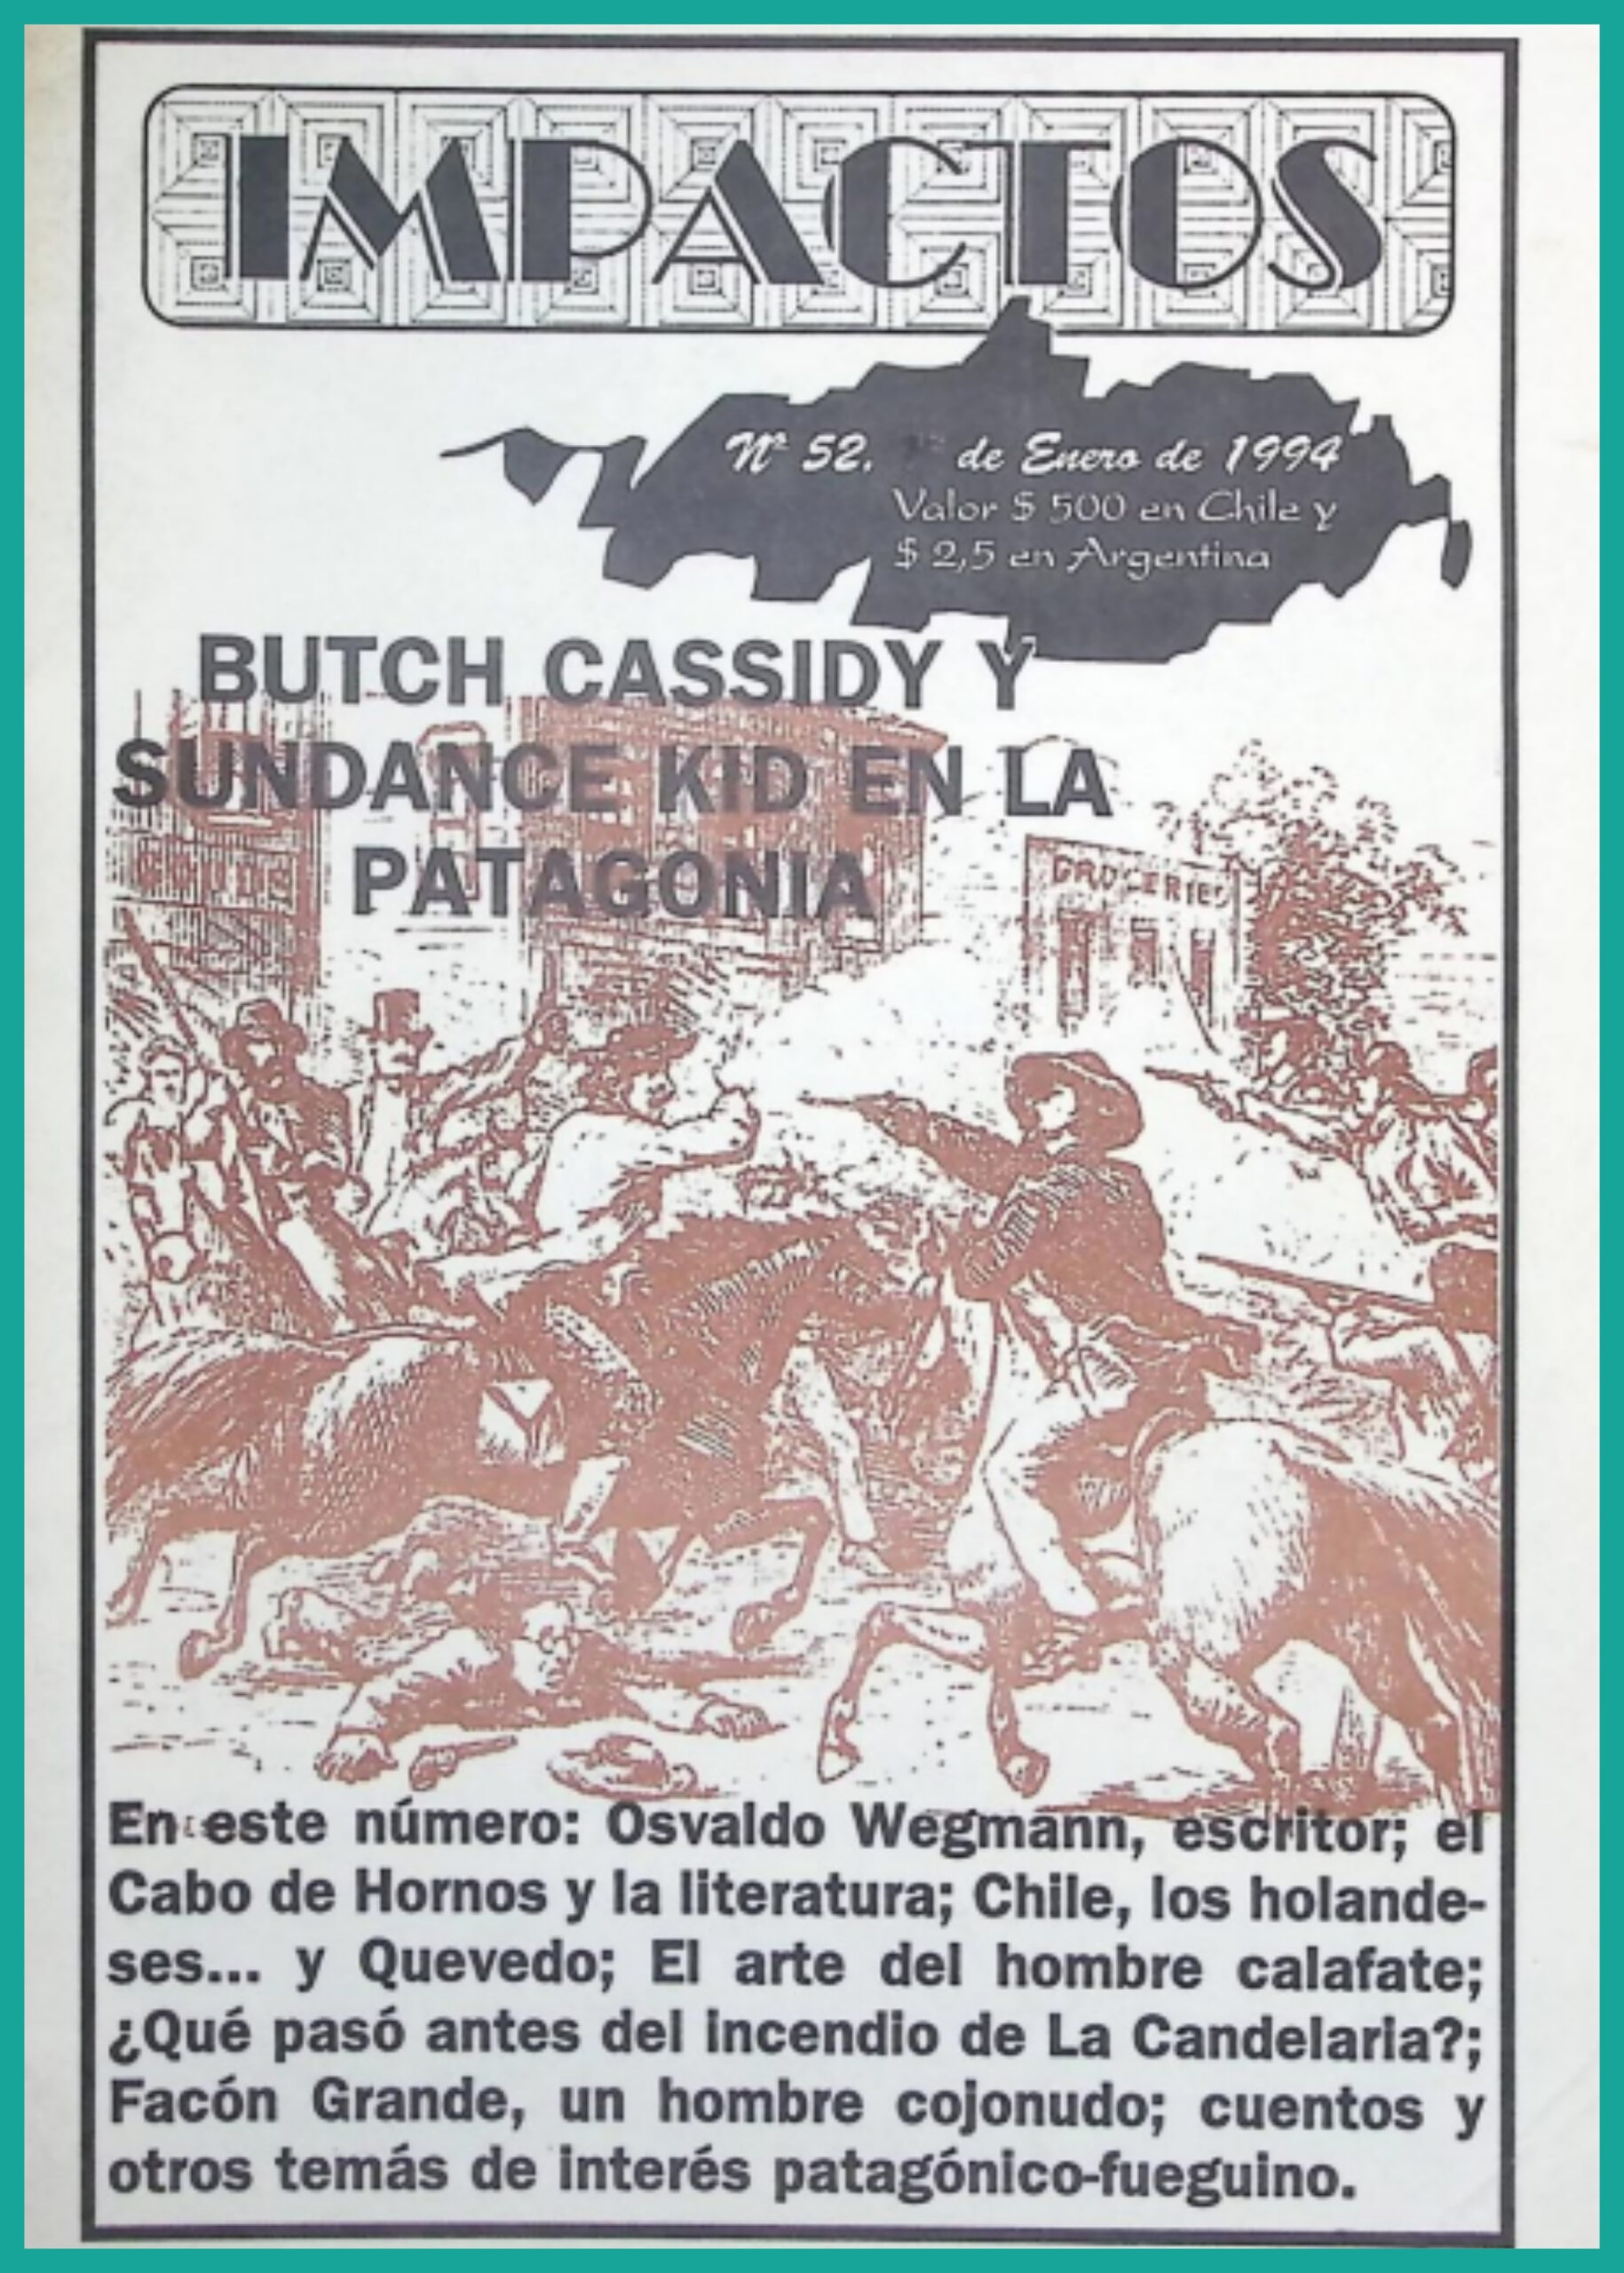 IMPACTOS
Nº 52, de Enero de 1994
Valor $ 500 en Chile y
$ 2,5 en Argentina
BUTCH CASSIDY Y
SUNDANCE KID EN LA
PATAGONIA
GROCERIES
En este número: Osvaldo Wegmann, escritor; el
Cabo de Hornos y la literatura; Chile, los holande-
ses... y Quevedo; El arte del hombre calafate;
¿Qué pasó antes del incendio de La Candelaria?;
Facón Grande, un hombre cojonudo; cuentos y
otros temás de interés patagónico-fueguino.